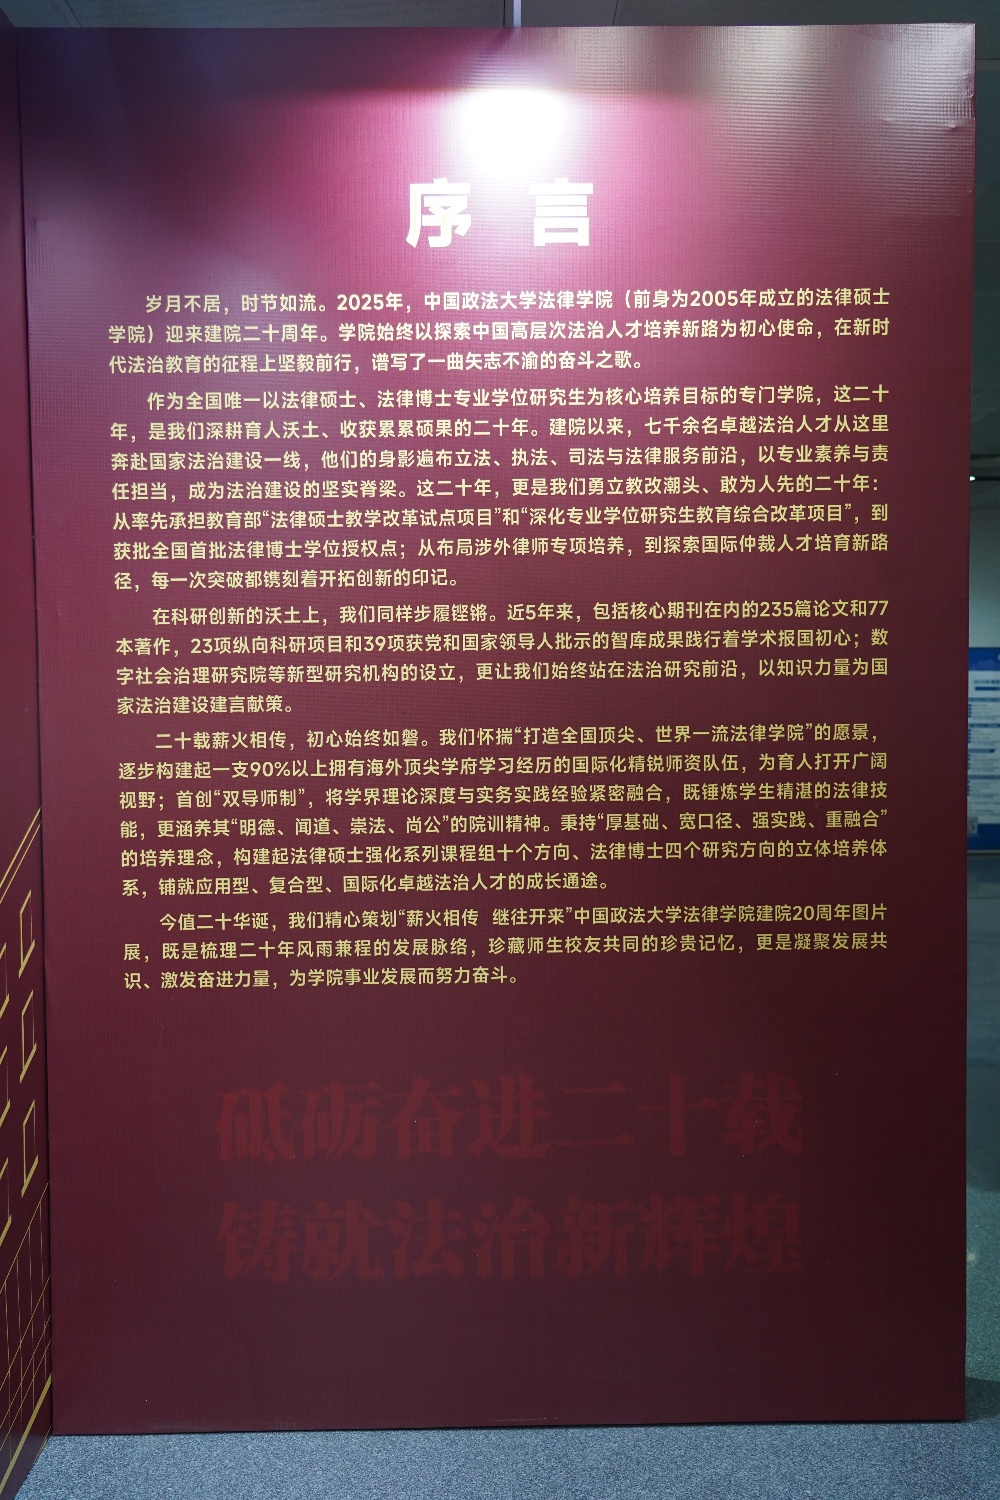 序 言
岁月不居，时节如流。2025年，中国政法大学法律学院（前身为2005年成立的法律硕士
学院）迎来建院二十周年。学院始终以探索中国高层次法治人才培养新路为初心使命，在新时
代法治教育的征程上坚毅前行，谱写了一曲矢志不渝的奋斗之歌。
作为全国唯一以法律硕士、法律博士专业学位研究生为核心培养目标的专门学院，这二十
年，是我们深耕育人沃土、收获累累硕果的二十年。建院以来，七千余名卓越法治人才从这里
奔赴国家法治建设一线，他们的身影遍布立法、执法、司法与法律服务前沿，以专业素养与责
任担当，成为法治建设的坚实脊梁。这二十年，更是我们勇立教改潮头、敢为人先的二十年：
从率先承担教育部“法律硕士教学改革试点项目”和“深化专业学位研究生教育综合改革项目”，到
获批全国首批法律博士学位授权点；从布局涉外律师专项培养，到探索国际仲裁人才培育新路
径，每一次突破都镌刻着开拓创新的印记。
在科研创新的沃土上，我们同样步履铿锵。近5年来，包括核心期刊在内的235篇论文和77
本著作，23项纵向科研项目和39项获党和国家领导人批示的智库成果践行着学术报国初心；数
字社会治理研究院等新型研究机构的设立，更让我们始终站在法治研究前沿，以知识力量为国
家法治建设建言献策。
二十载薪火相传，初心始终如磐。我们怀揣“打造全国顶尖、世界一流法律学院”的愿景，
逐步构建起一支90%以上拥有海外顶尖学府学习经历的国际化精锐师资队伍，为育人打开广阔
视野；首创“双导师制”，将学界理论深度与实务实践经验紧密融合，既锤炼学生精湛的法律技
能，更涵养其“明德、闻道、崇法、尚公”的院训精神。秉持“厚基础、宽口径、强实践、重融合”
的培养理念，构建起法律硕士强化系列课程组十个方向、法律博士四个研究方向的立体培养体
系，铺就应用型、复合型、国际化卓越法治人才的成长通途。
今值二十华诞，我们精心策划“薪火相传 继往开来”中国政法大学法律学院建院20周年图片
展，既是梳理二十年风雨兼程的发展脉络，珍藏师生校友共同的珍贵记忆，更是凝聚发展共
识、激发奋进力量，为学院事业发展而努力奋斗。
砥砺奋进二十载
铸就法治新辉煌